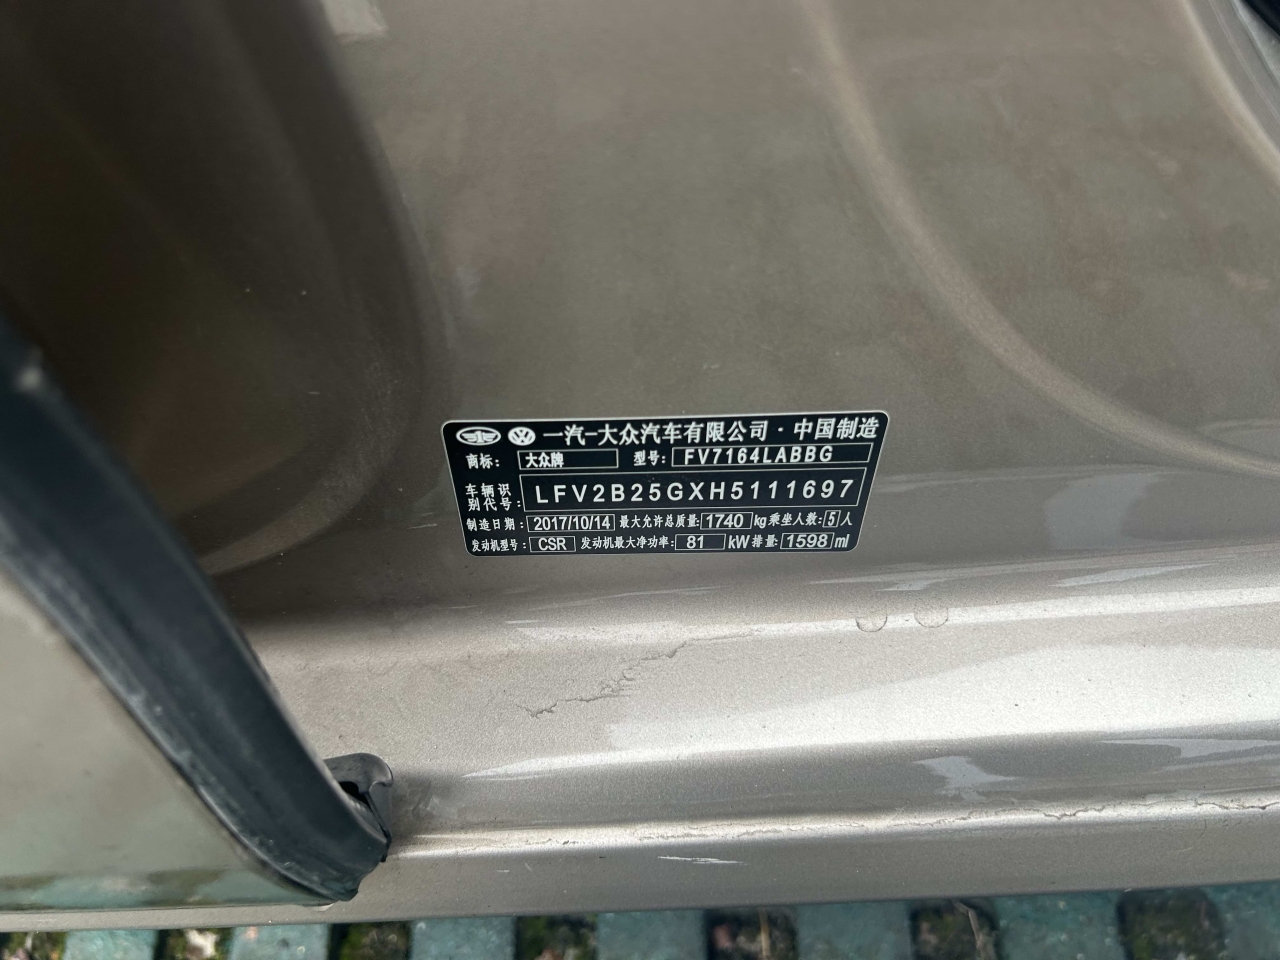 一汽-大众汽车有限公司·中国制造
商标: 大众牌 型号: FV7164LABBG
车辆识别代号: LFV2B25GXH5111697
制造日期: 2017/10/14 最大允许总质量: 1740 kg 乘坐人数: 5 人
发动机型号: CSR 发动机最大净功率: 81 kW 排量: 1598 ml